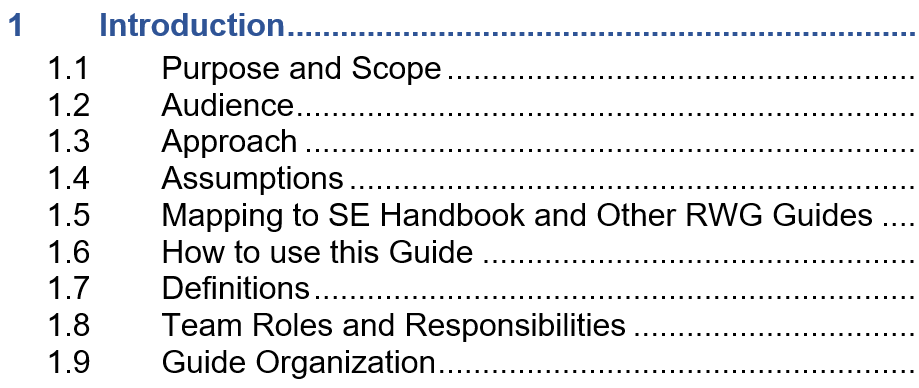 1 Introduction........................................................................
1.1 Purpose and Scope.....................................................
1.2 Audience......................................................................
1.3 Approach.....................................................................
1.4 Assumptions................................................................
1.5 Mapping to SE Handbook and Other RWG Guides ....
1.6 How to use this Guide .................................................
1.7 Definitions....................................................................
1.8 Team Roles and Responsibilities ................................
1.9 Guide Organization......................................................